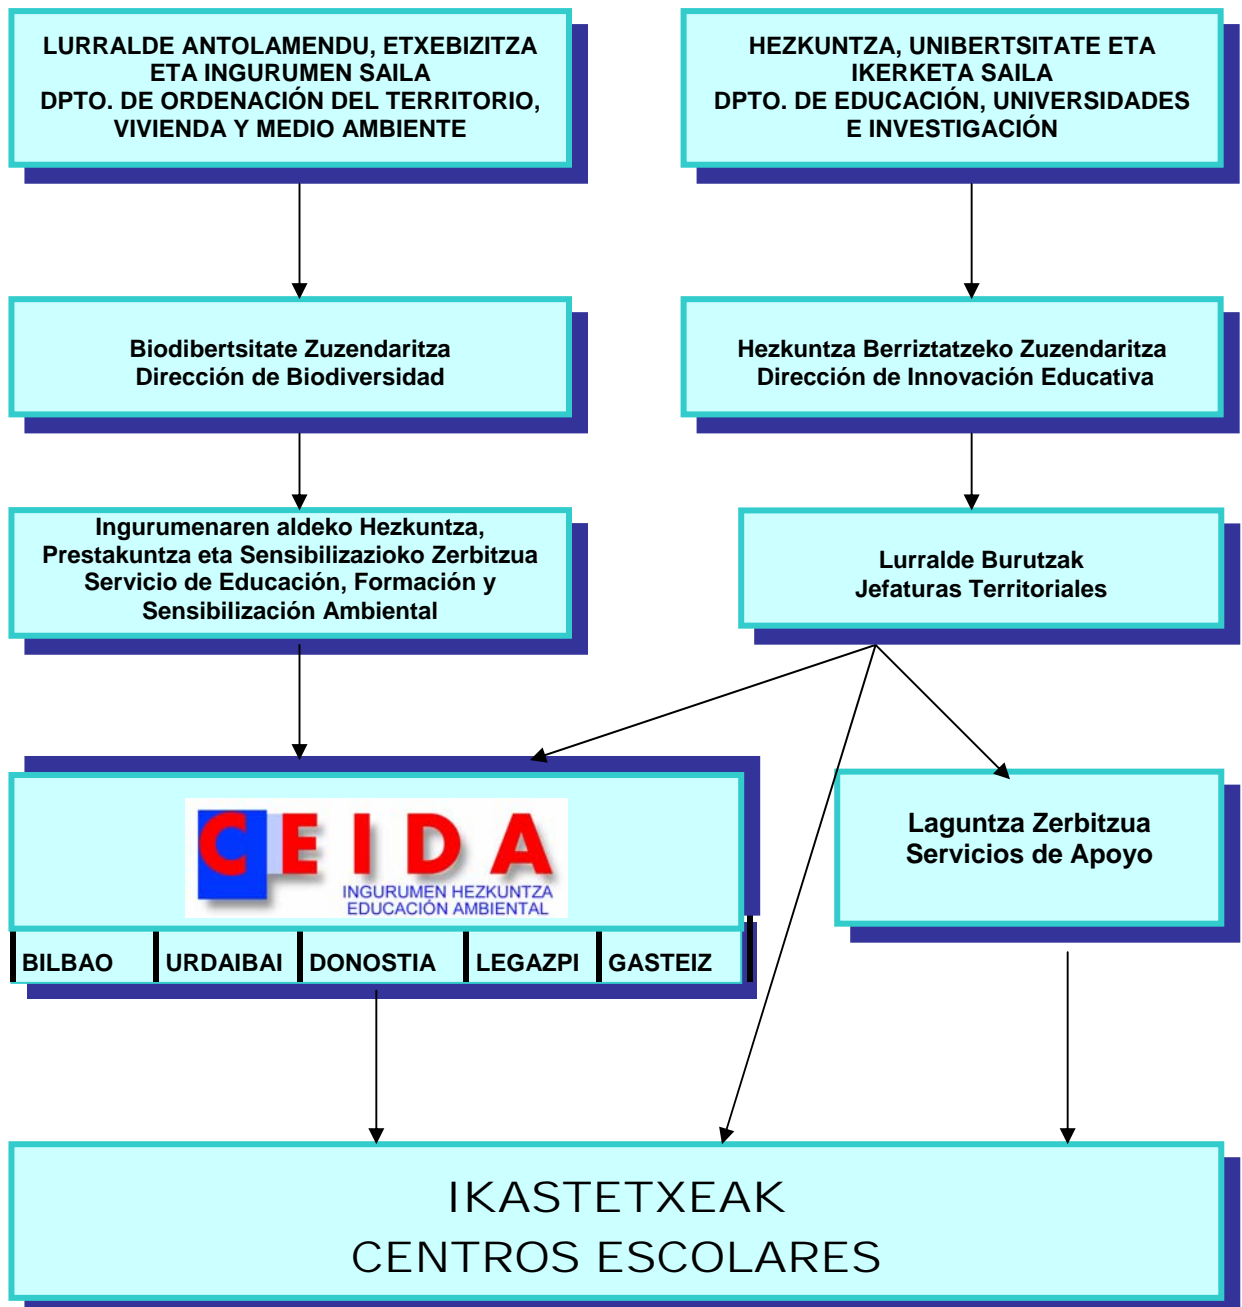 LURRALDE ANTOLAMENDU, ETXEBIZITZA
ETA INGURUMEN SAILA
DPTO. DE ORDENACIÓN DEL TERRITORIO,
VIVIENDA Y MEDIO AMBIENTE
HEZKUNTZA, UNIBERTSITATE ETA
IKERKETA SAILA
DPTO. DE EDUCACIÓN, UNIVERSIDADES
E INVESTIGACIÓN
Biodibertsitate Zuzendaritza
Dirección de Biodiversidad
Hezkuntza Berriztatzeko Zuzendaritza
Dirección de Innovación Educativa
Ingurumenaren aldeko Hezkuntza,
Prestakuntza eta Sensibilizazioko Zerbitzua
Servicio de Educación, Formación y
Sensibilización Ambiental
Lurralde Burutzak
Jefaturas Territoriales
CEIDA
INGURUMEN HEZKUNTZA
EDUCACIÓN AMBIENTAL
BILBAO URDAIBAI DONOSTIA LEGAZPI GASTEIZ
Laguntza Zerbitzua
Servicios de Apoyo
IKASTETXEAK
CENTROS ESCOLARES